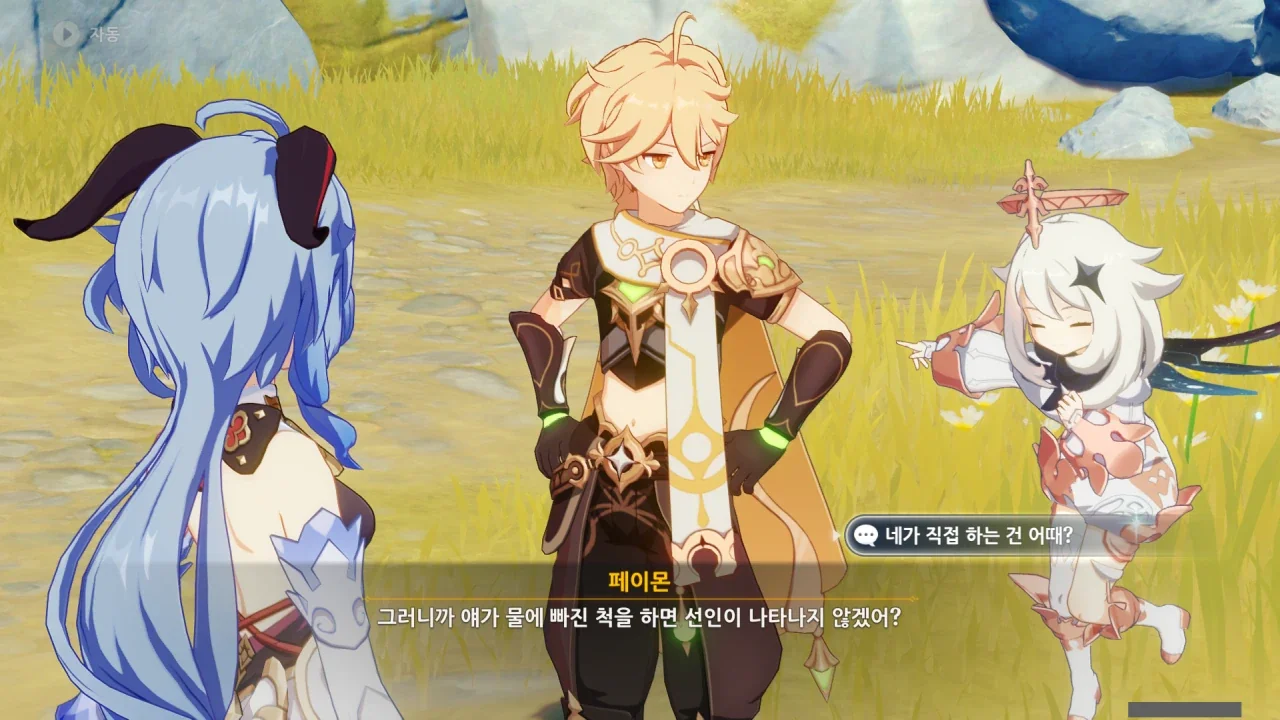 자동
네가 직접 하는 건 어때?
페이몬
그러니까 얘가 물에 빠진 척을 하면 선인이 나타나지 않겠어?